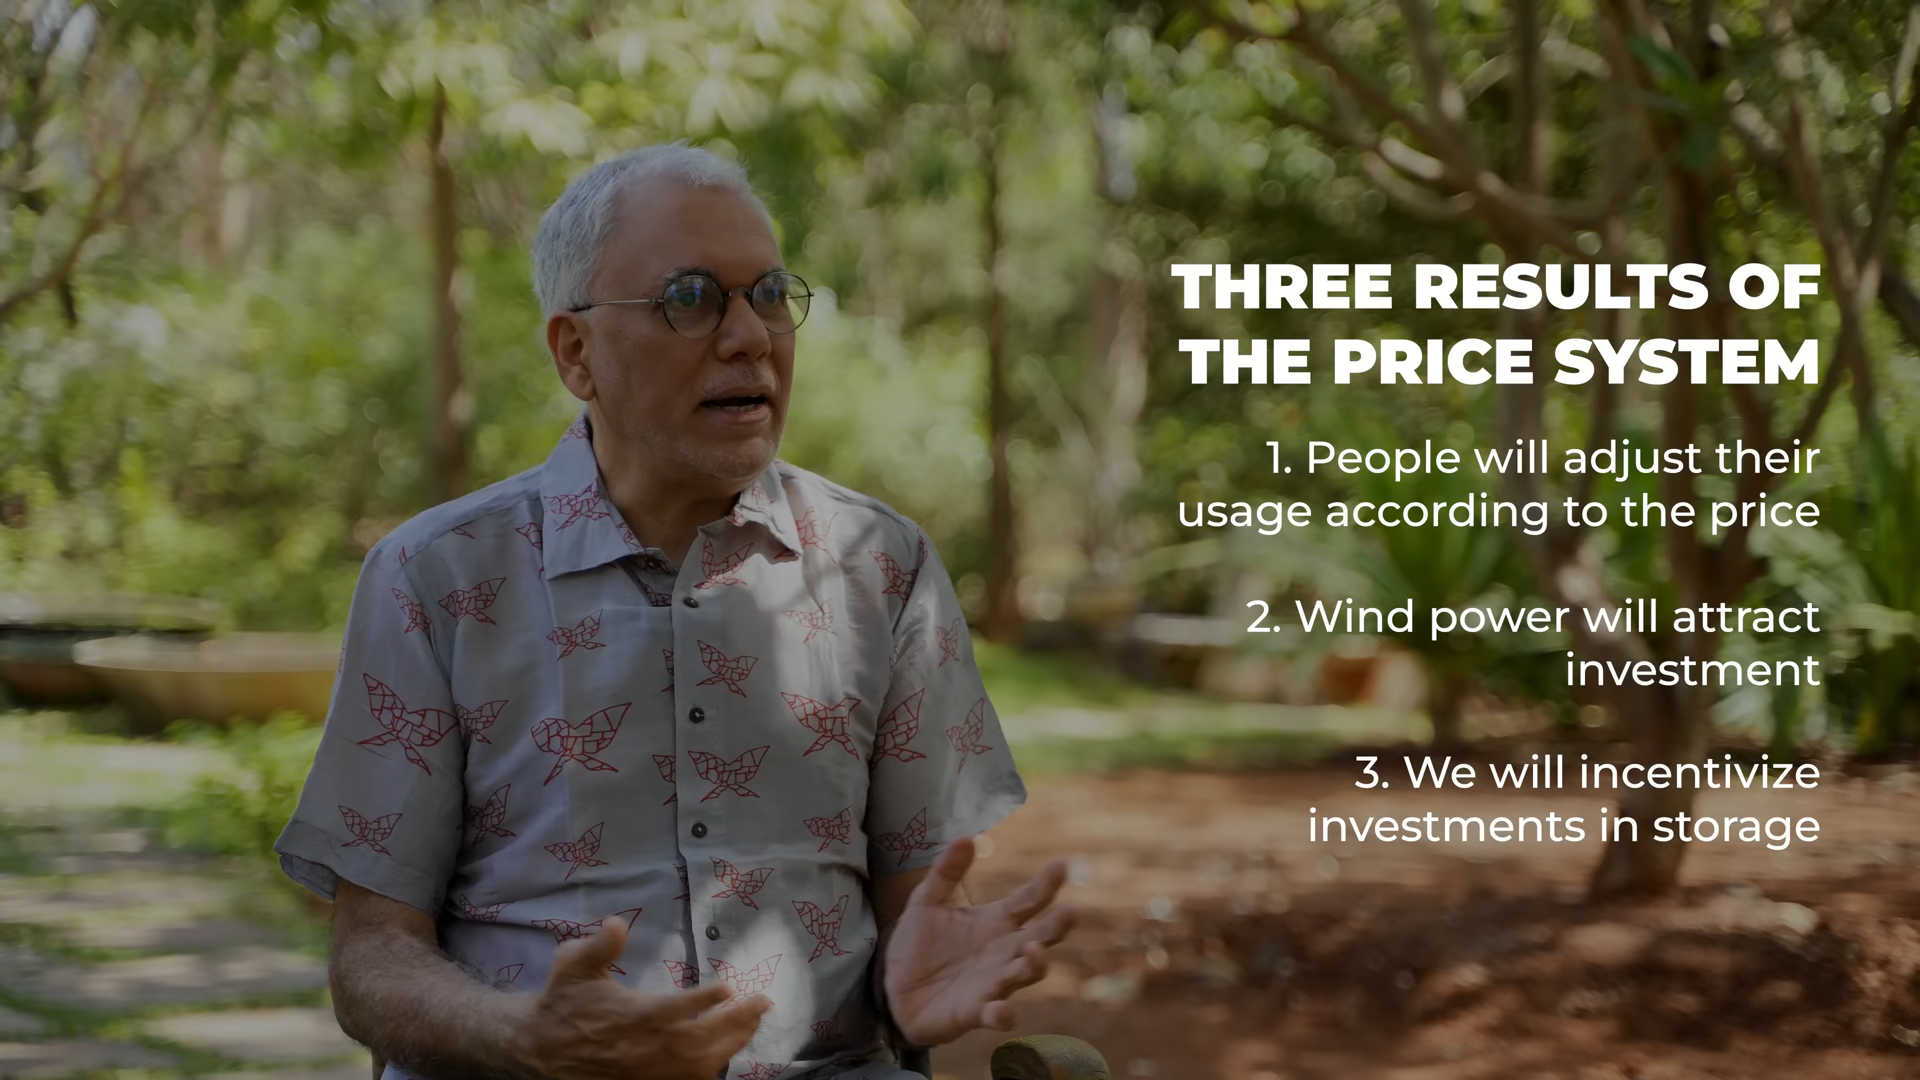 THREE RESULTS OF
THE PRICE SYSTEM
1. People will adjust their
usage according to the price
2. Wind power will attract
investment
3. We will incentivize
investments in storage